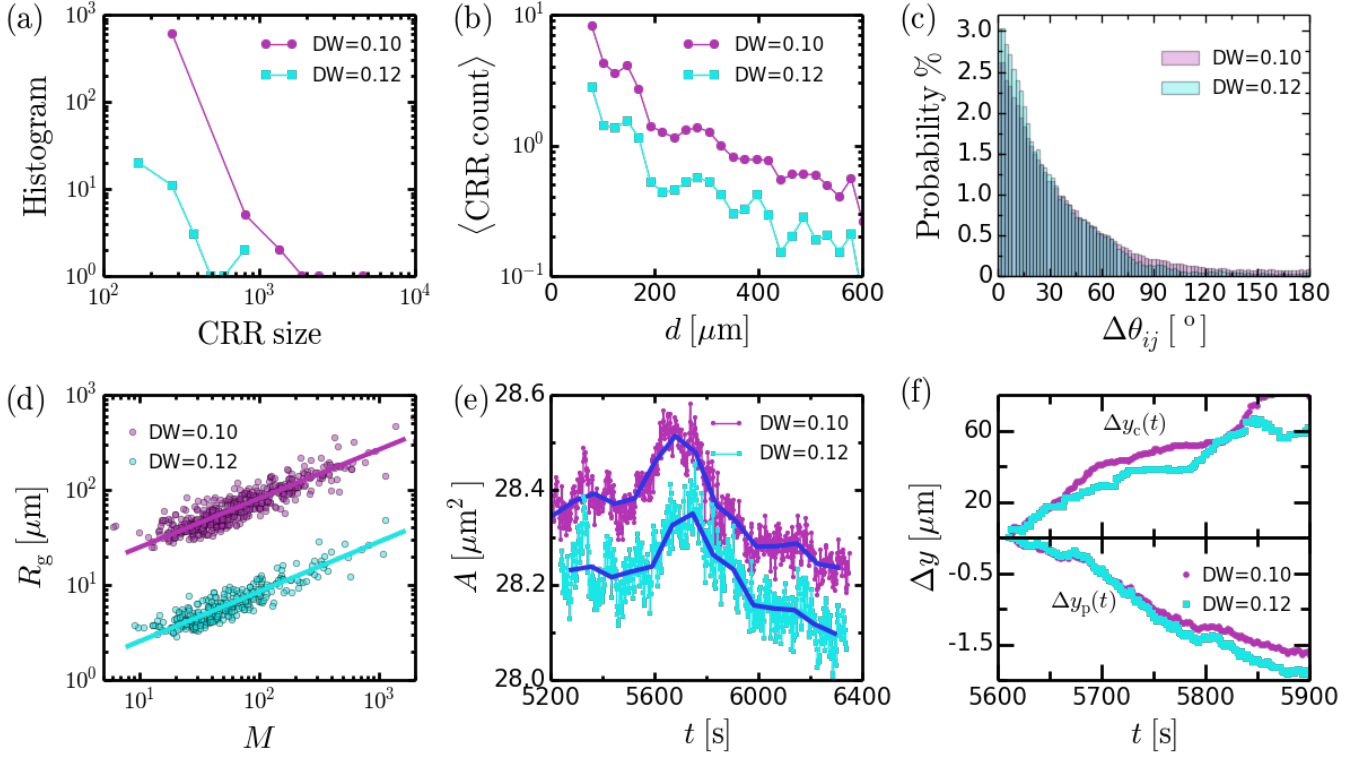 (a)
10³
10²
10¹
10⁰
Histogram
DW=0.10
DW=0.12
10²
10³
10⁴
CRR size
(b)
10¹
10⁰
10⁻¹
⟨CRR count⟩
DW=0.10
DW=0.12
0
200
400
600
d [μm]
(c)
3.0
2.5
2.0
1.5
1.0
0.5
0
Probability %
DW=0.10
DW=0.12
0
30
60
90
120
150
180
Δθᵢⱼ [ °]
(d)
10³
10²
10¹
10⁰
R_g [μm]
DW=0.10
DW=0.12
10¹
10²
10³
M
(e)
28.6
28.4
28.2
28.0
A [μm²]
DW=0.10
DW=0.12
5200
5600
6000
6400
t [s]
(f)
60
20
-0.5
-1.5
Δy [μm]
Δy_c(t)
Δy_p(t)
DW=0.10
DW=0.12
5600
5700
5800
5900
t [s]